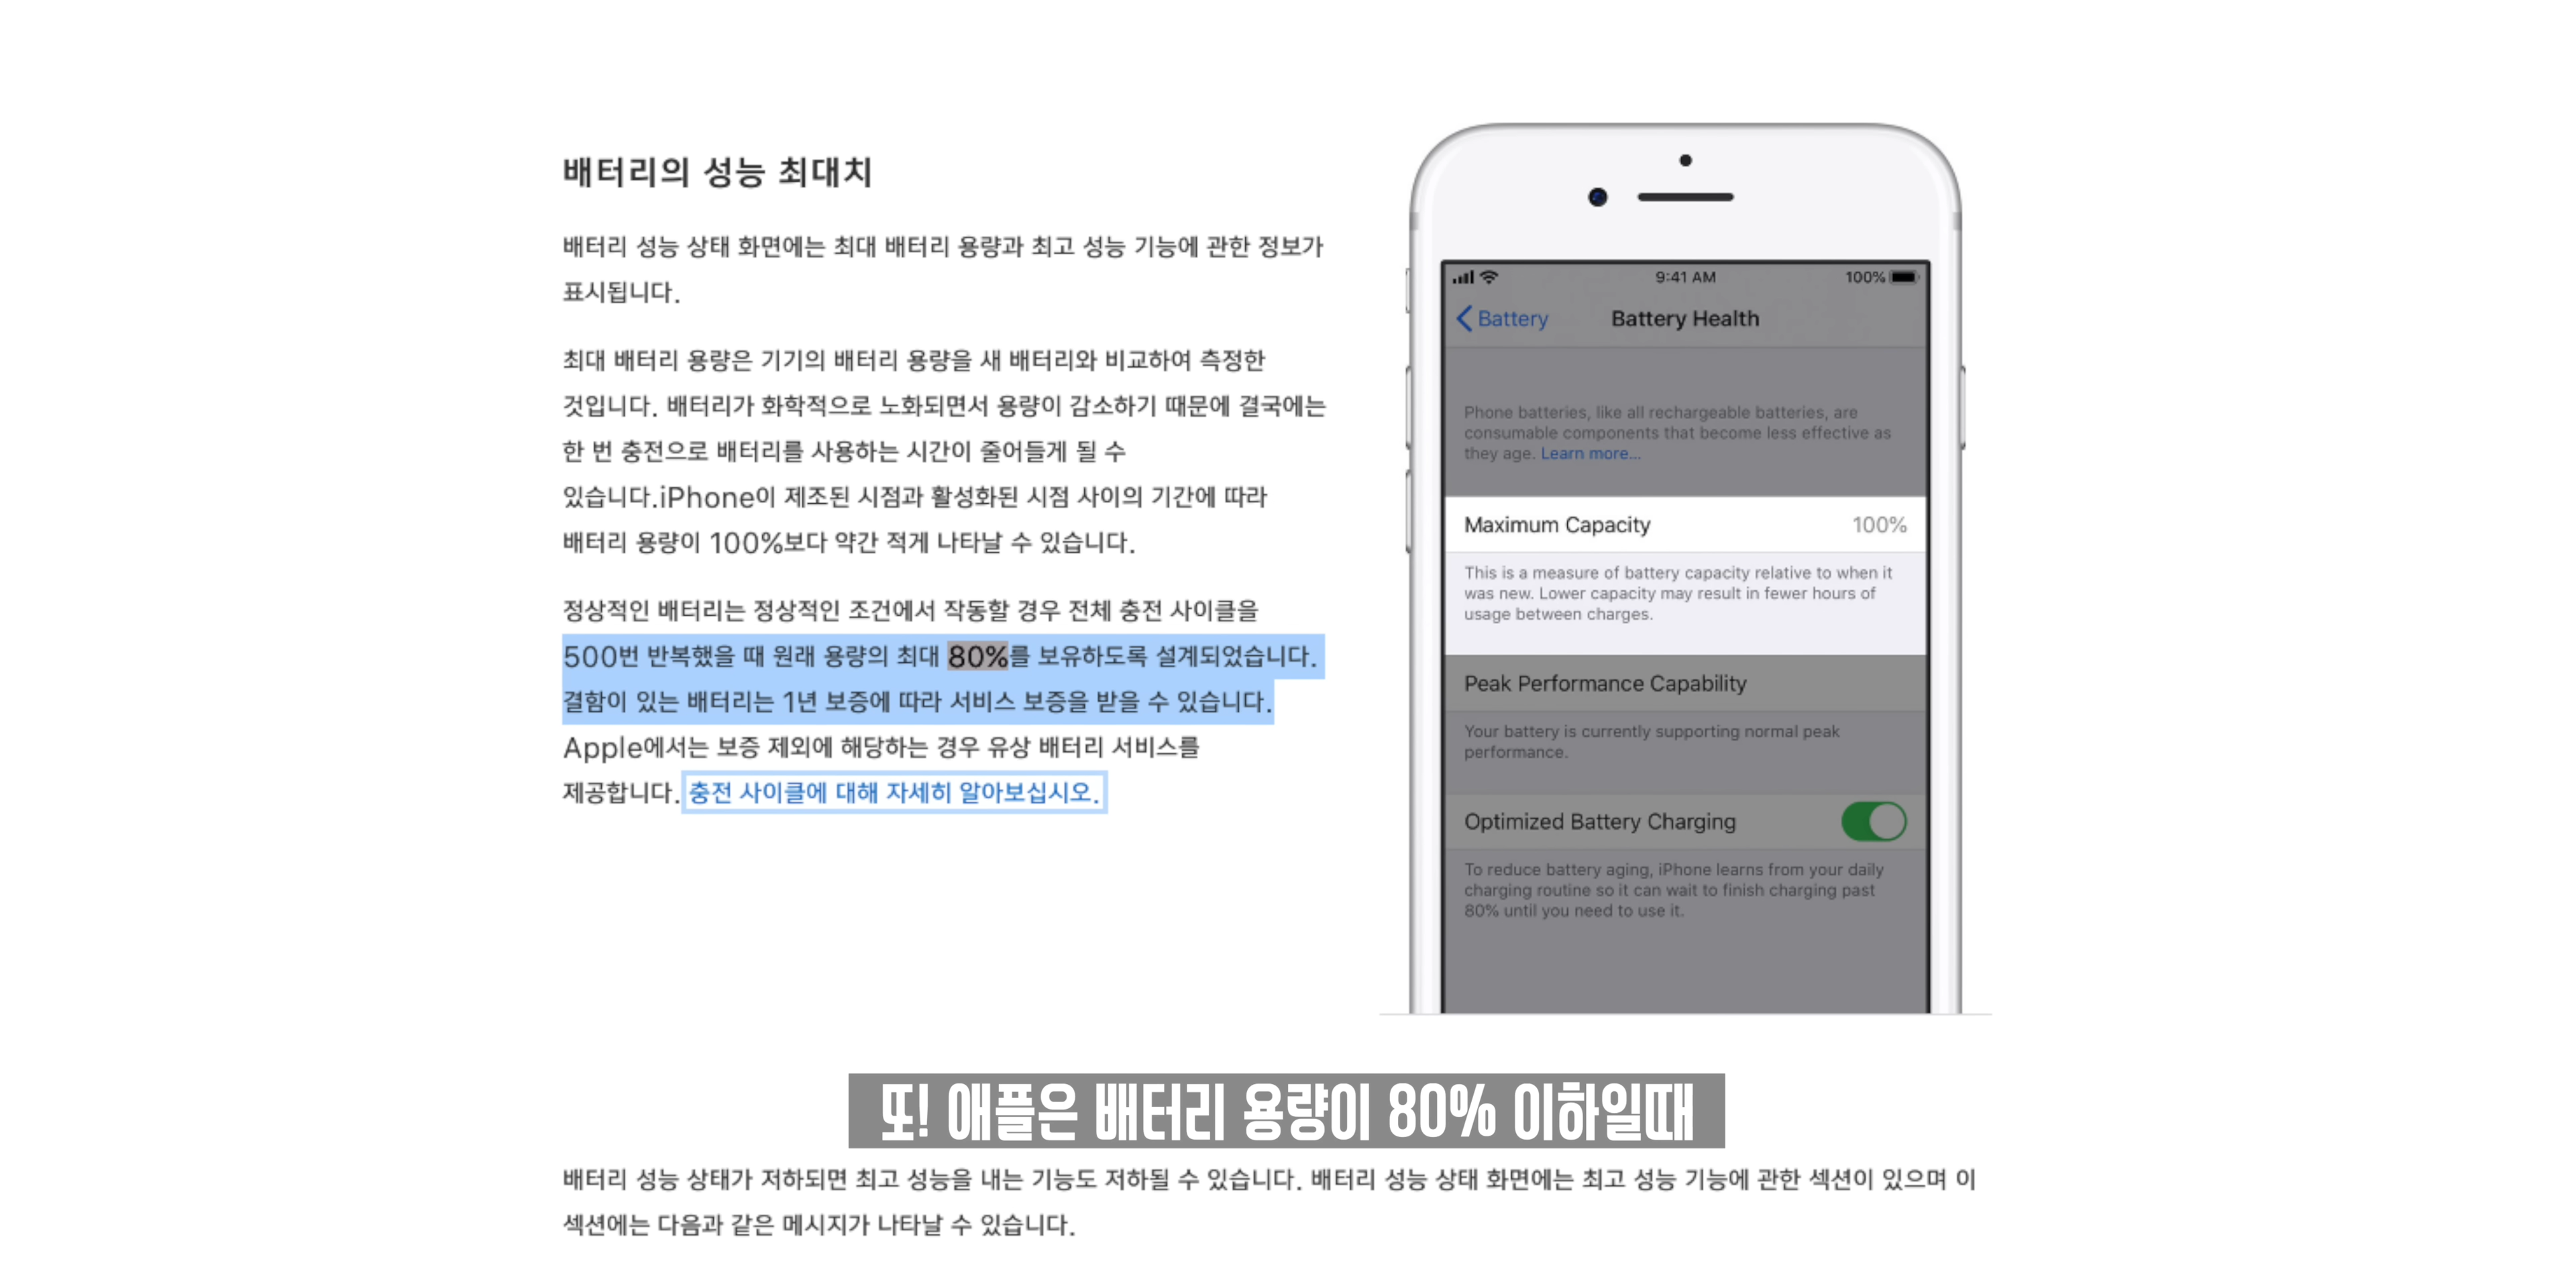 배터리의 성능 최대치
배터리 성능 상태 화면에는 최대 배터리 용량과 최고 성능 기능에 관한 정보가
표시됩니다.
최대 배터리 용량은 기기의 배터리 용량을 새 배터리와 비교하여 측정한
것입니다. 배터리가 화학적으로 노화되면서 용량이 감소하기 때문에 결국에는
한 번 충전으로 배터리를 사용하는 시간이 줄어들게 될 수
있습니다.iPhone이 제조된 시점과 활성화된 시점 사이의 기간에 따라
배터리 용량이 100%보다 약간 적게 나타날 수 있습니다.
정상적인 배터리는 정상적인 조건에서 작동할 경우 전체 충전 사이클을
500번 반복했을 때 원래 용량의 최대 80%를 보유하도록 설계되었습니다.
결함이 있는 배터리는 1년 보증에 따라 서비스 보증을 받을 수 있습니다.
Apple에서는 보증 제외에 해당하는 경우 유상 배터리 서비스를
제공합니다. 충전 사이클에 대해 자세히 알아보십시오.
9:41 AM
100%
Battery
Battery Health
Phone batteries, like all rechargeable batteries, are
consumable components that become less effective as
they age. Learn more...
Maximum Capacity 100%
This is a measure of battery capacity relative to when it
was new. Lower capacity may result in fewer hours of
usage between charges.
Peak Performance Capability
Your battery is currently supporting normal peak
performance.
Optimized Battery Charging
To reduce battery aging, iPhone learns from your daily
charging routine so it can wait to finish charging past
80% until you need to use it.
또! 애플은 배터리 용량이 80% 이하일때
배터리 성능 상태가 저하되면 최고 성능을 내는 기능도 저하될 수 있습니다. 배터리 성능 상태 화면에는 최고 성능 기능에 관한 섹션이 있으며 이
섹션에는 다음과 같은 메시지가 나타날 수 있습니다.